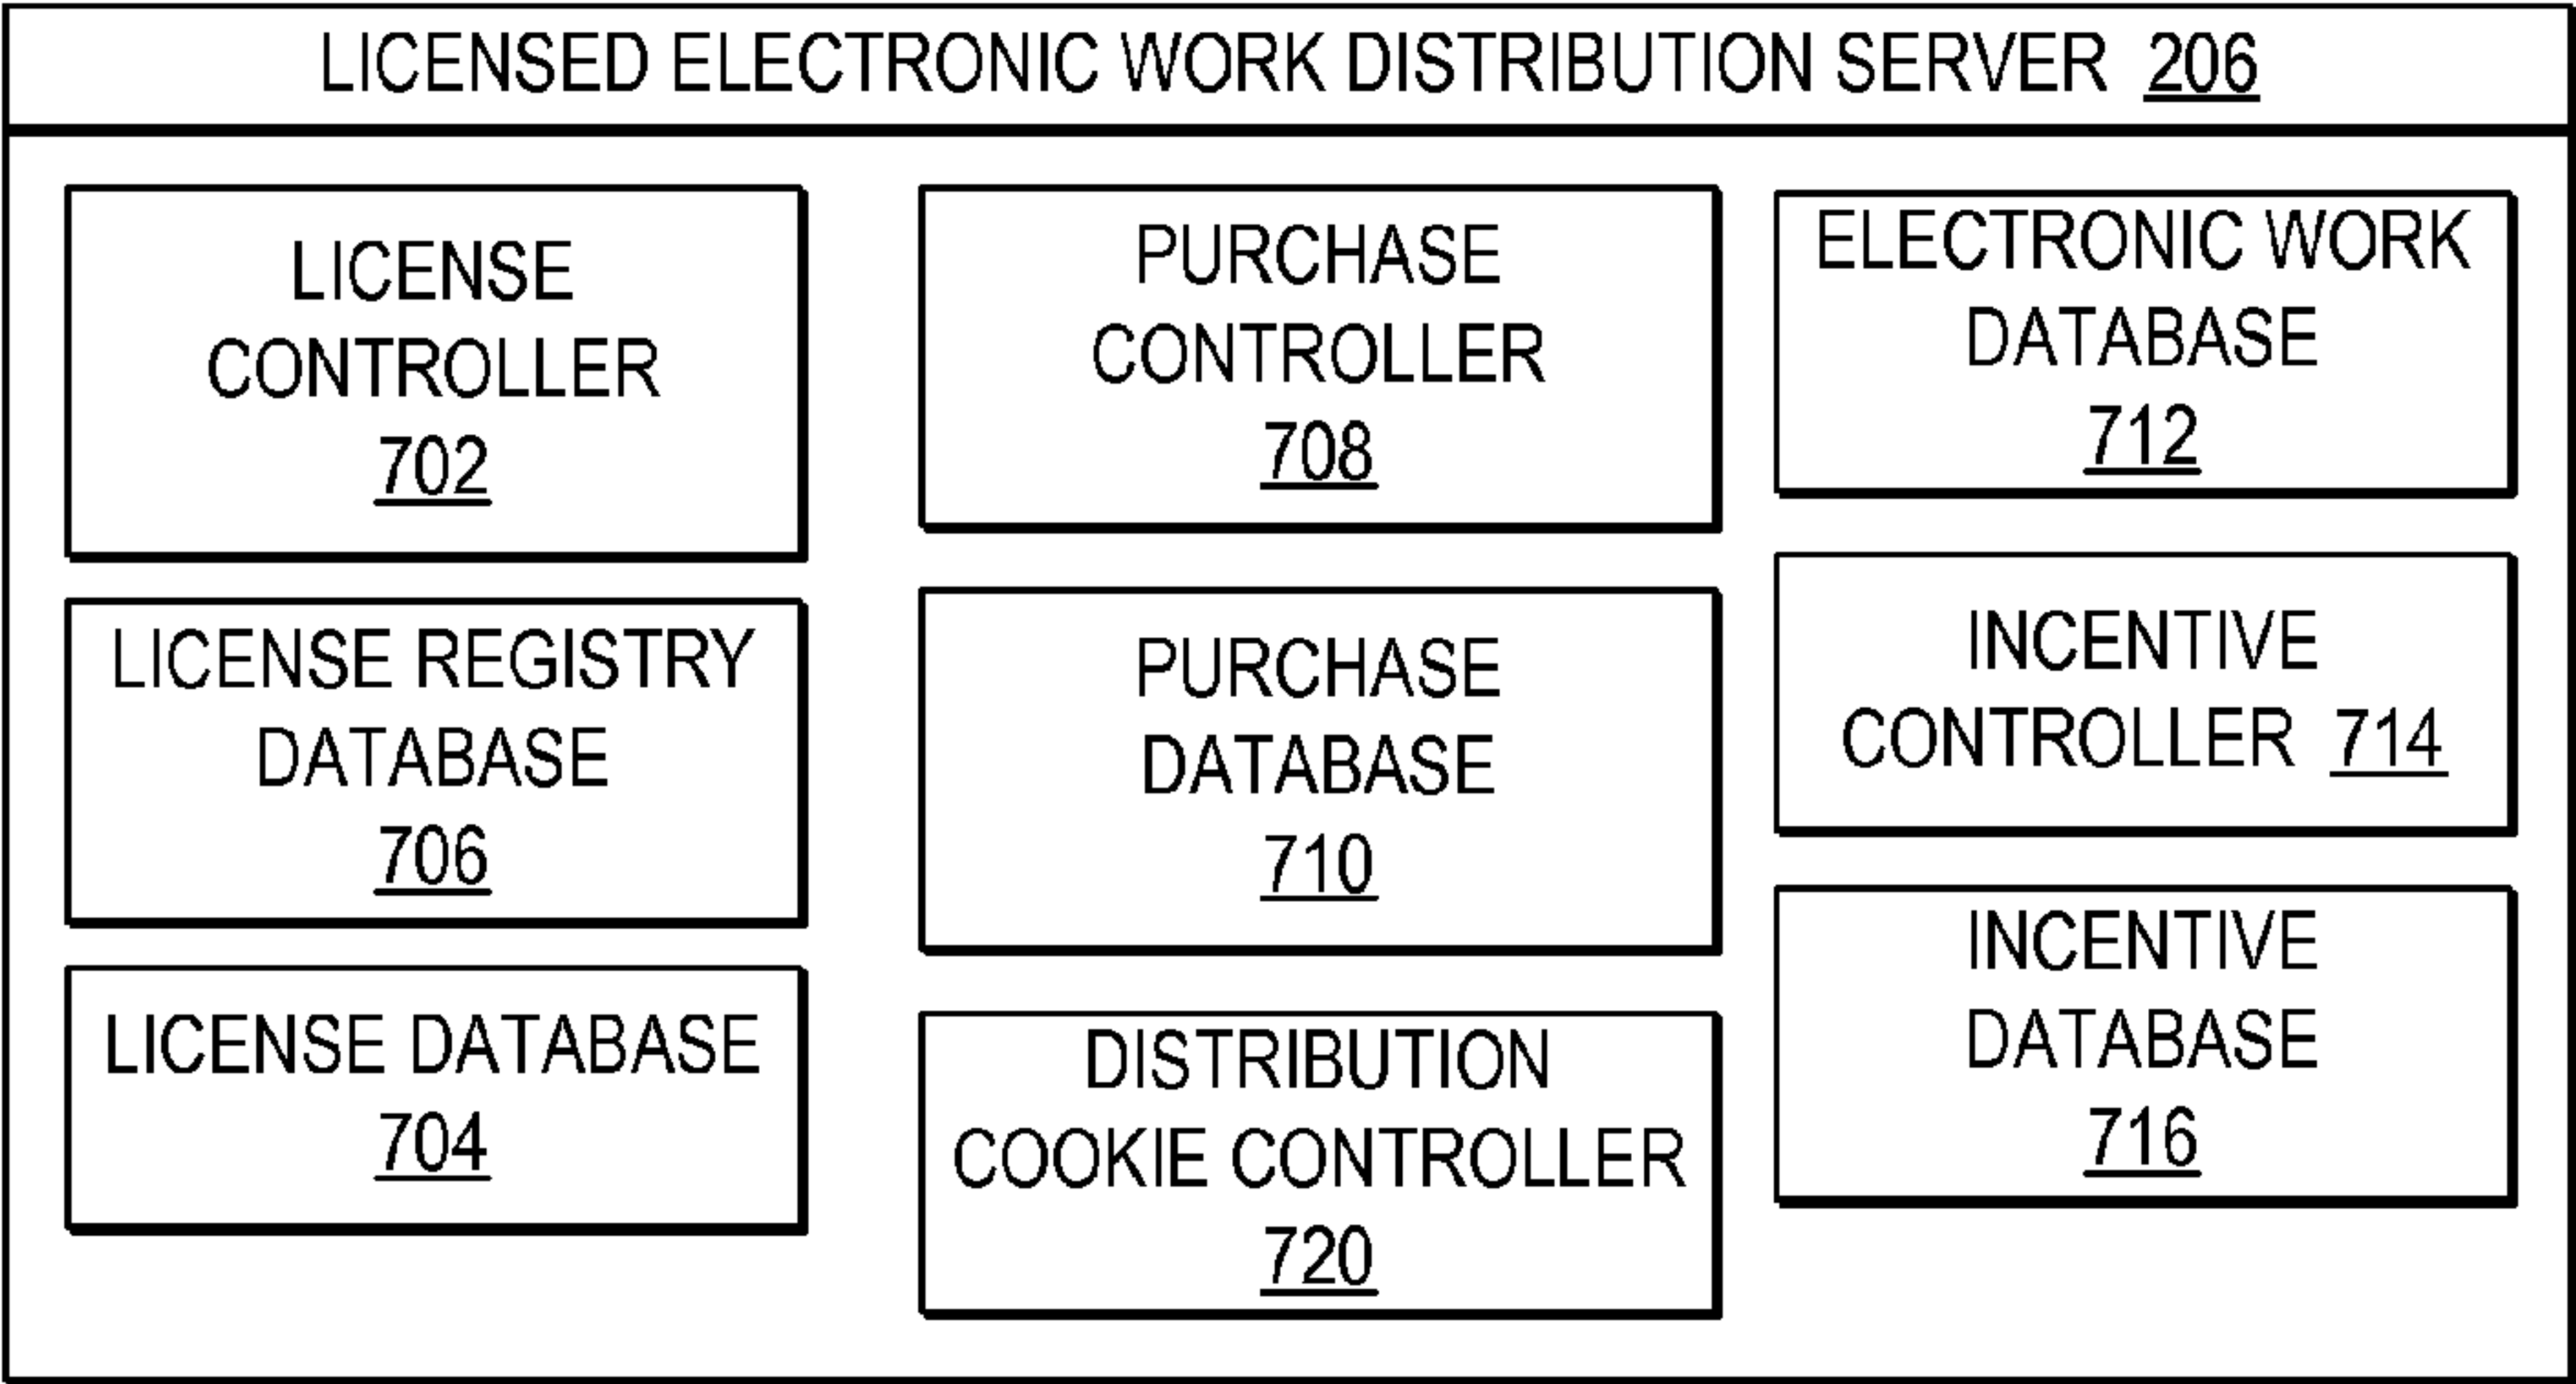 LICENSED ELECTRONIC WORK DISTRIBUTION SERVER 206
LICENSE
CONTROLLER
702
LICENSE REGISTRY
DATABASE
706
LICENSE DATABASE
704
PURCHASE
CONTROLLER
708
PURCHASE
DATABASE
710
DISTRIBUTION
COOKIE CONTROLLER
720
ELECTRONIC WORK
DATABASE
712
INCENTIVE
CONTROLLER 714
INCENTIVE
DATABASE
716